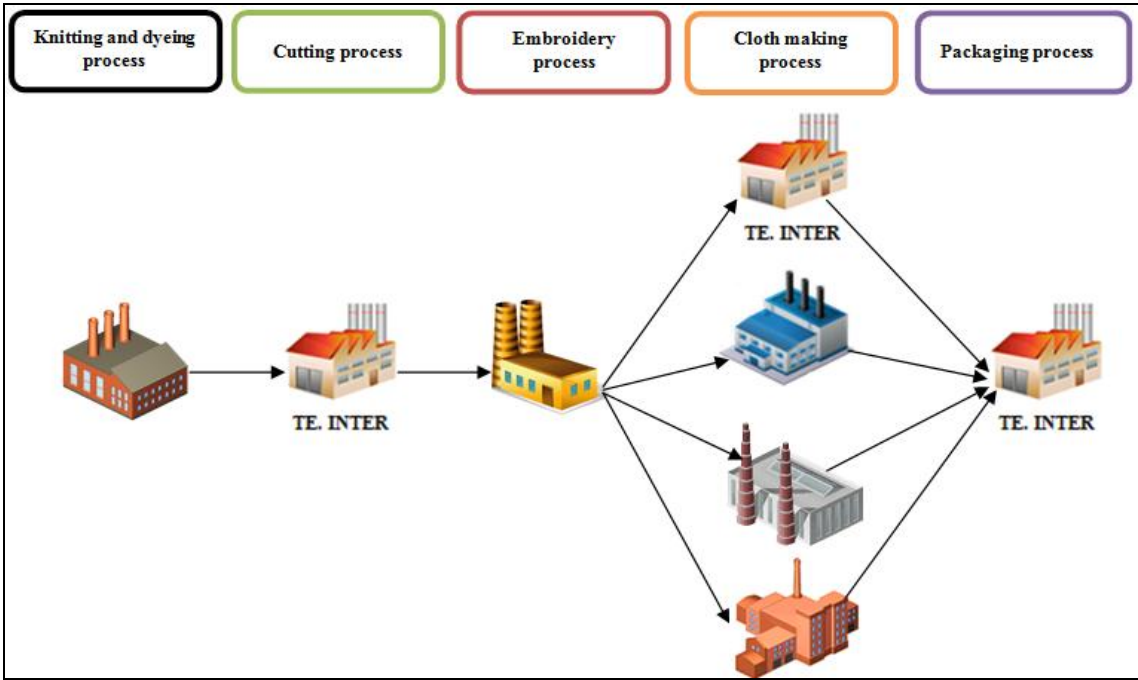 Knitting and dyeing
process
Cutting process
Embroidery
process
Cloth making
process
Packaging process
TE. INTER
TE. INTER
TE. INTER